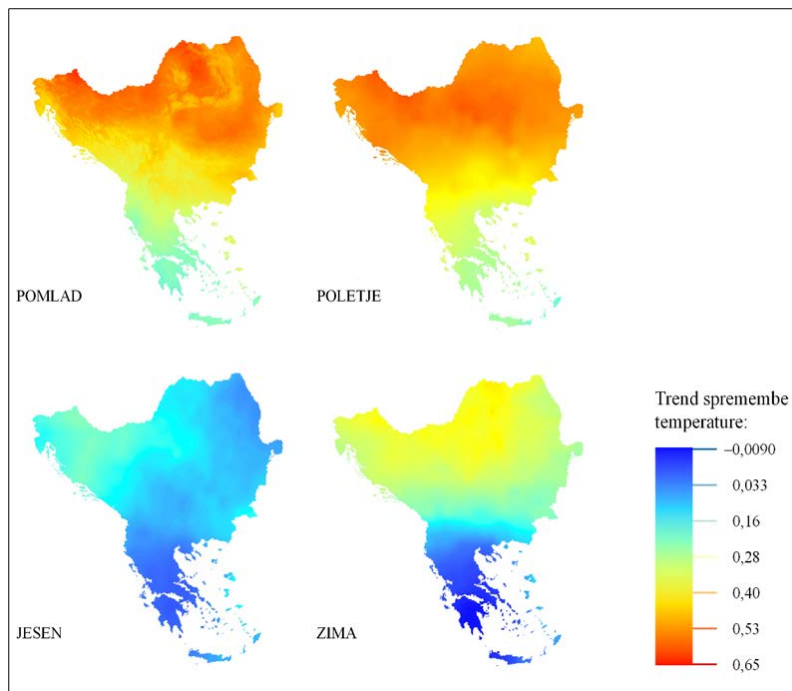 POMLAD
POLETJE
JESEN
ZIMA
Trend spremembe
temperature:
–0,0090
0,033
0,16
0,28
0,40
0,53
0,65